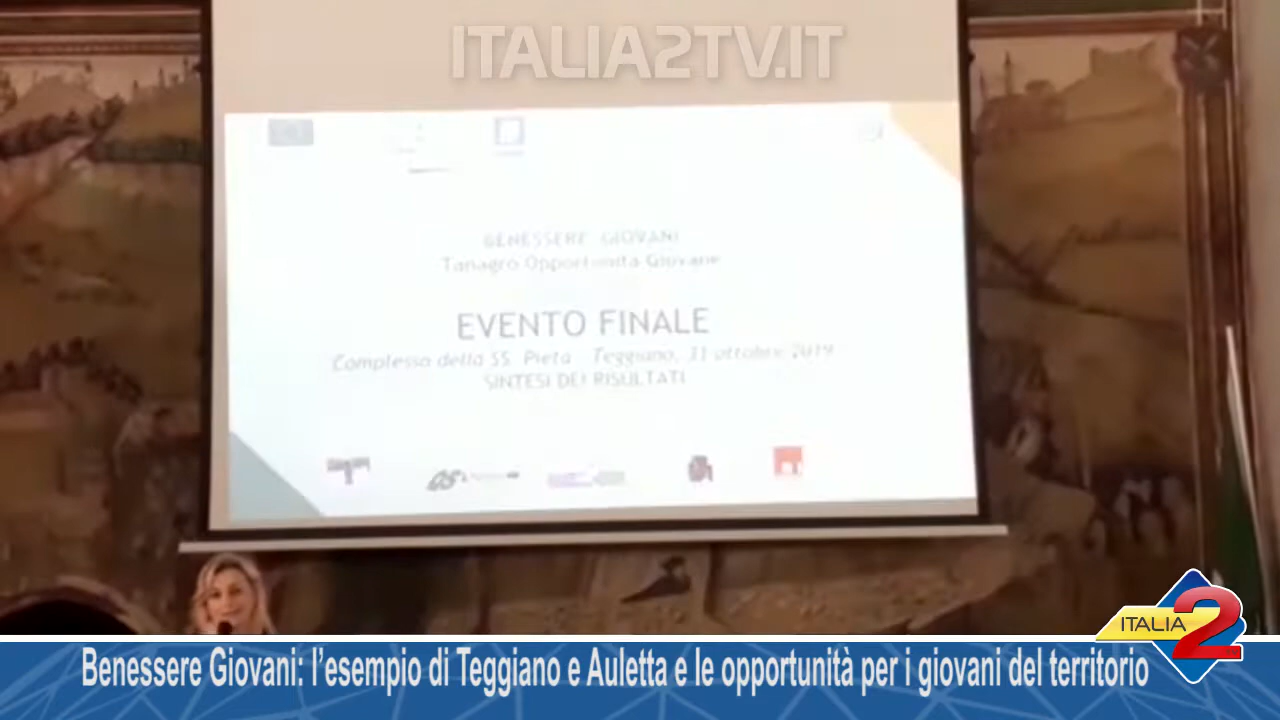 ITALIA2TV.IT
BENESSERE GIOVANI
Tanagro Opportunità Giovane
EVENTO FINALE
Complesso della SS. Pietà - Teggiano, 31 ottobre 2019
SINTESI DEI RISULTATI
ITALIA 2
Benessere Giovani: l'esempio di Teggiano e Auletta e le opportunità per i giovani del territorio